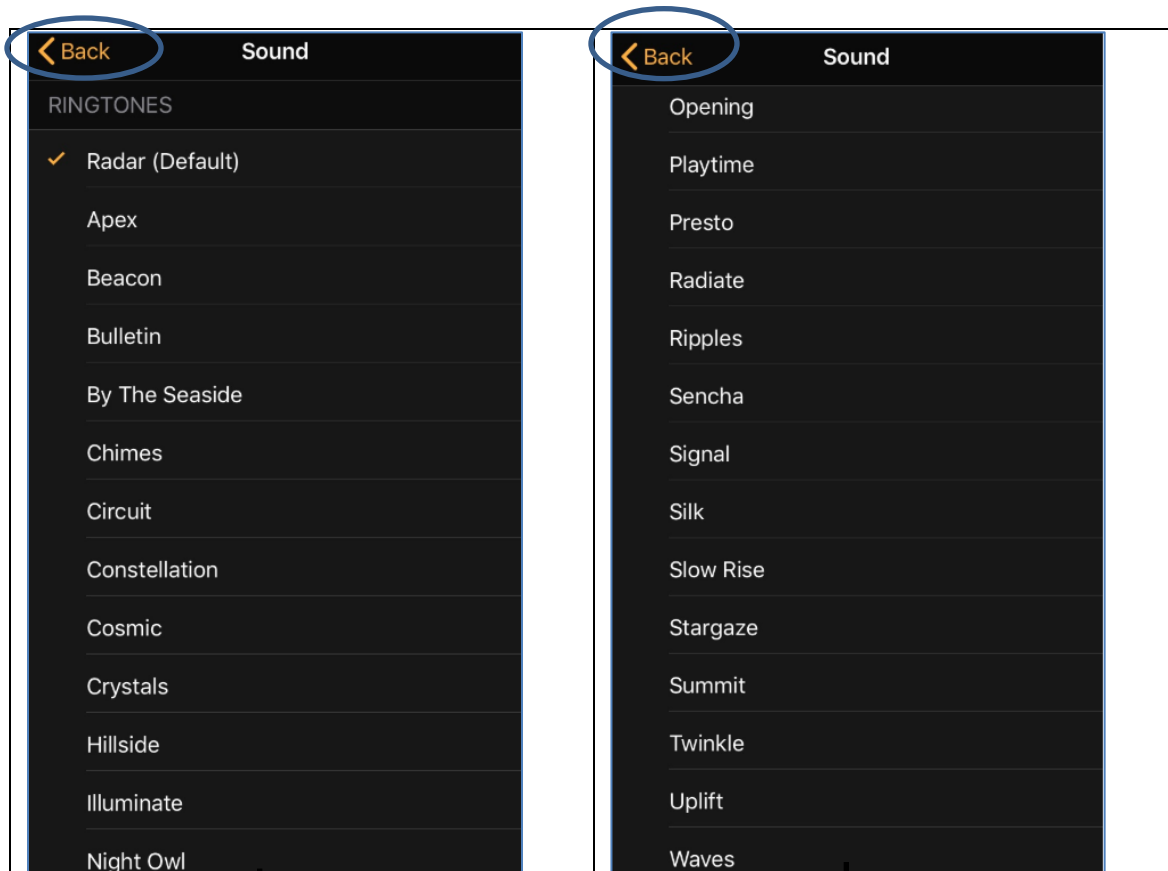 Back
Sound
RINGTONES
Radar (Default)
Apex
Beacon
Bulletin
By The Seaside
Chimes
Circuit
Constellation
Cosmic
Crystals
Hillside
Illuminate
Night Owl
Back
Sound
Opening
Playtime
Presto
Radiate
Ripples
Sencha
Signal
Silk
Slow Rise
Stargaze
Summit
Twinkle
Uplift
Waves